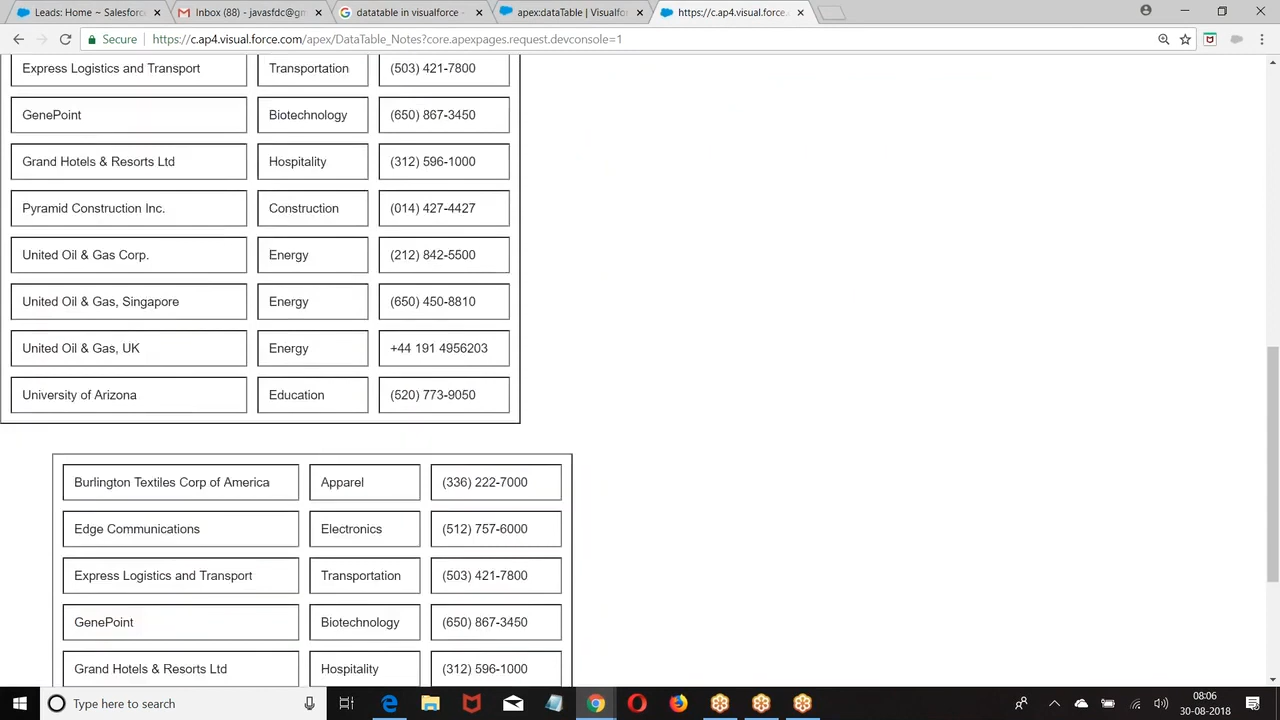 Leads: Home ~ Salesforc
Inbox (88) - javasfdc@gm
datatable in visualforce -
apex:dataTable | Visualf
https://c.ap4.visual.force.
Secure
https://c.ap4.visual.force.com/apex/DataTable_Notes?core.apexpages.request.devconsole=1
Express Logistics and Transport Transportation (503) 421-7800
GenePoint Biotechnology (650) 867-3450
Grand Hotels & Resorts Ltd Hospitality (312) 596-1000
Pyramid Construction Inc. Construction (014) 427-4427
United Oil & Gas Corp. Energy (212) 842-5500
United Oil & Gas, Singapore Energy (650) 450-8810
United Oil & Gas, UK Energy +44 191 4956203
University of Arizona Education (520) 773-9050
Burlington Textiles Corp of America Apparel (336) 222-7000
Edge Communications Electronics (512) 757-6000
Express Logistics and Transport Transportation (503) 421-7800
GenePoint Biotechnology (650) 867-3450
Grand Hotels & Resorts Ltd Hospitality (312) 596-1000
Type here to search
08:06
30-08-2018